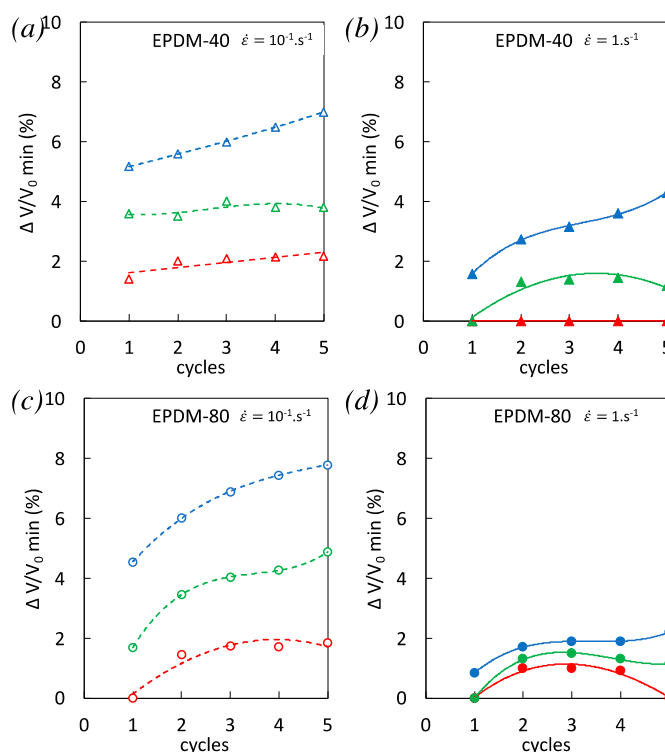 (a)
EPDM-40 ε̇ = 10⁻¹.s⁻¹
Δ V/V₀ min (%)
10
8
6
4
2
0
0 1 2 3 4 5
cycles
(b)
EPDM-40 ε̇ = 1.s⁻¹
Δ V/V₀ min (%)
10
8
6
4
2
0
0 1 2 3 4 5
cycles
(c)
EPDM-80 ε̇ = 10⁻¹.s⁻¹
Δ V/V₀ min (%)
10
8
6
4
2
0
0 1 2 3 4 5
cycles
(d)
EPDM-80 ε̇ = 1.s⁻¹
Δ V/V₀ min (%)
10
8
6
4
2
0
0 1 2 3 4 5
cycles